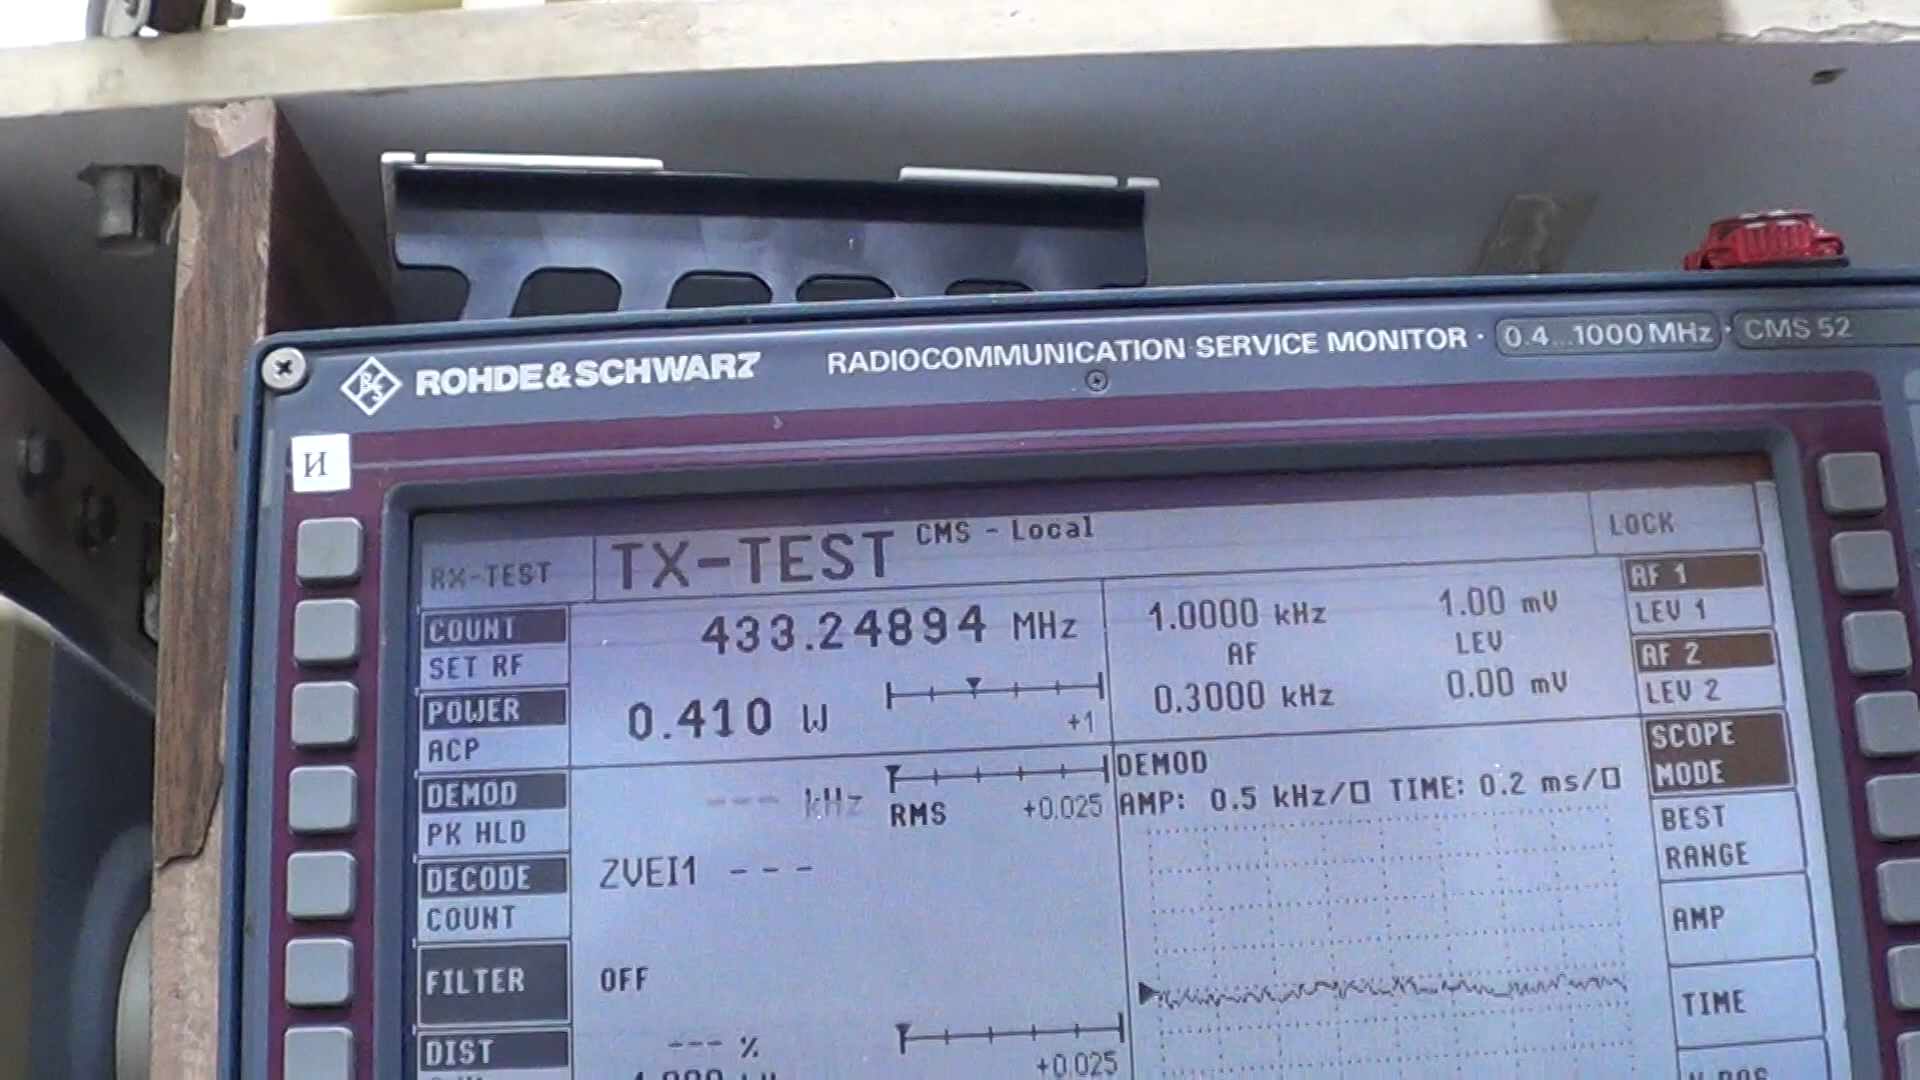 ROHDE&SCHWARZ RADIOCOMMUNICATION SERVICE MONITOR · 0.4...1000 MHz · CMS 52
И
RX-TEST TX-TEST CMS - Local LOCK
COUNT 433.24894 MHz 1.0000 kHz 1.00 mV AF 1
SET RF AF LEV LEV 1
POWER 0.410 W +1 0.3000 kHz 0.00 mV AF 2
ACP LEV 2
DEMOD --- kHz RMS +0.025 DEMOD SCOPE
PK HLD AMP: 0.5 kHz/ TIME: 0.2 ms/ MODE
DECODE ZVEI1 --- BEST
COUNT RANGE
FILTER OFF AMP
DIST --- % +0.025 TIME